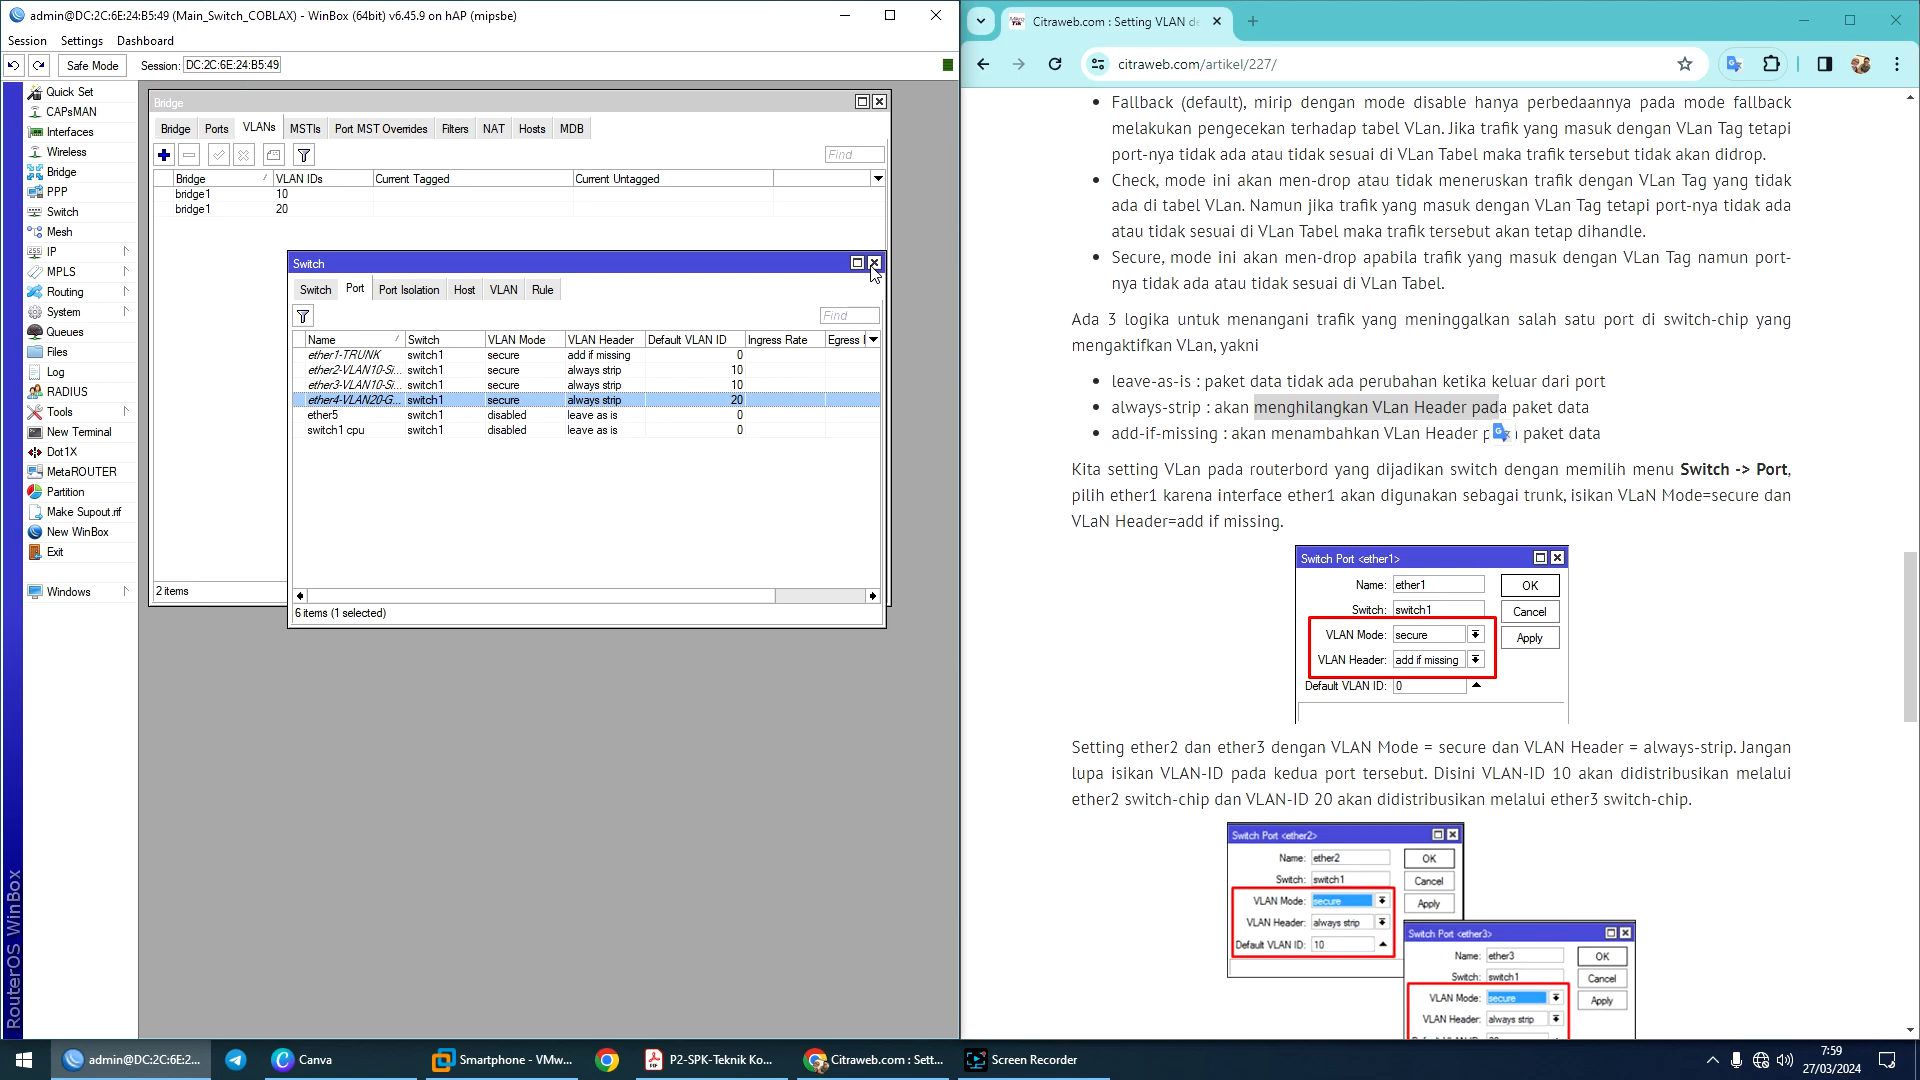 admin@DC:2C:6E:24:B5:49 (Main_Switch_COBLAX) - WinBox (64bit) v6.45.9 on hAP (mipsbe)
Session Settings Dashboard
Safe Mode Session: DC:2C:6E:24:B5:49
Quick Set
CAPsMAN
Interfaces
Wireless
Bridge
PPP
Switch
Mesh
IP
MPLS
Routing
System
Queues
Files
Log
RADIUS
Tools
New Terminal
Dot1X
MetaROUTER
Partition
Make Supout.rif
New WinBox
Exit
Windows
RouterOS WinBox
Bridge
Bridge Ports VLANs MSTIs Port MST Overrides Filters NAT Hosts MDB
Find
Bridge VLAN IDs Current Tagged Current Untagged
bridge1 10
bridge1 20
2 items
Switch
Switch Port Port Isolation Host VLAN Rule
Find
Name Switch VLAN Mode VLAN Header Default VLAN ID Ingress Rate Egress
ether1-TRUNK switch1 secure add if missing 0
ether2-VLAN10-Si... switch1 secure always strip 10
ether3-VLAN10-Si... switch1 secure always strip 10
ether4-VLAN20-G... switch1 secure always strip 20
ether5 switch1 disabled leave as is 0
switch1 cpu switch1 disabled leave as is 0
6 items (1 selected)
Citraweb.com : Setting VLAN de
citraweb.com/artikel/227/
• Fallback (default), mirip dengan mode disable hanya perbedaannya pada mode fallback
melakukan pengecekan terhadap tabel VLan. Jika trafik yang masuk dengan VLan Tag tetapi
port-nya tidak ada atau tidak sesuai di VLan Tabel maka trafik tersebut tidak akan didrop.
• Check, mode ini akan men-drop atau tidak meneruskan trafik dengan VLan Tag yang tidak
ada di tabel VLan. Namun jika trafik yang masuk dengan VLan Tag tetapi port-nya tidak ada
atau tidak sesuai di VLan Tabel maka trafik tersebut akan tetap dihandle.
• Secure, mode ini akan men-drop apabila trafik yang masuk dengan VLan Tag namun port-
nya tidak ada atau tidak sesuai di VLan Tabel.
Ada 3 logika untuk menangani trafik yang meninggalkan salah satu port di switch-chip yang
mengaktifkan VLan, yakni
• leave-as-is : paket data tidak ada perubahan ketika keluar dari port
• always-strip : akan menghilangkan VLan Header pada paket data
• add-if-missing : akan menambahkan VLan Header paket data
Kita setting VLan pada routerbord yang dijadikan switch dengan memilih menu Switch -> Port,
pilih ether1 karena interface ether1 akan digunakan sebagai trunk, isikan VLaN Mode=secure dan
VLaN Header=add if missing.
Switch Port <ether1>
Name: ether1 OK
Switch: switch1 Cancel
VLAN Mode: secure Apply
VLAN Header: add if missing
Default VLAN ID: 0
Setting ether2 dan ether3 dengan VLAN Mode = secure dan VLAN Header = always-strip. Jangan
lupa isikan VLAN-ID pada kedua port tersebut. Disini VLAN-ID 10 akan didistribusikan melalui
ether2 switch-chip dan VLAN-ID 20 akan didistribusikan melalui ether3 switch-chip.
Switch Port <ether2>
Name: ether2 OK
Switch: switch1 Cancel
VLAN Mode: secure Apply
VLAN Header: always strip
Default VLAN ID: 10
Switch Port <ether3>
Name: ether3 OK
Switch: switch1 Cancel
VLAN Mode: secure Apply
VLAN Header: always strip
admin@DC:2C:6E:2... Canva Smartphone - VMw... P2-SPK-Teknik Ko... Citraweb.com : Sett... Screen Recorder
7:59
27/03/2024